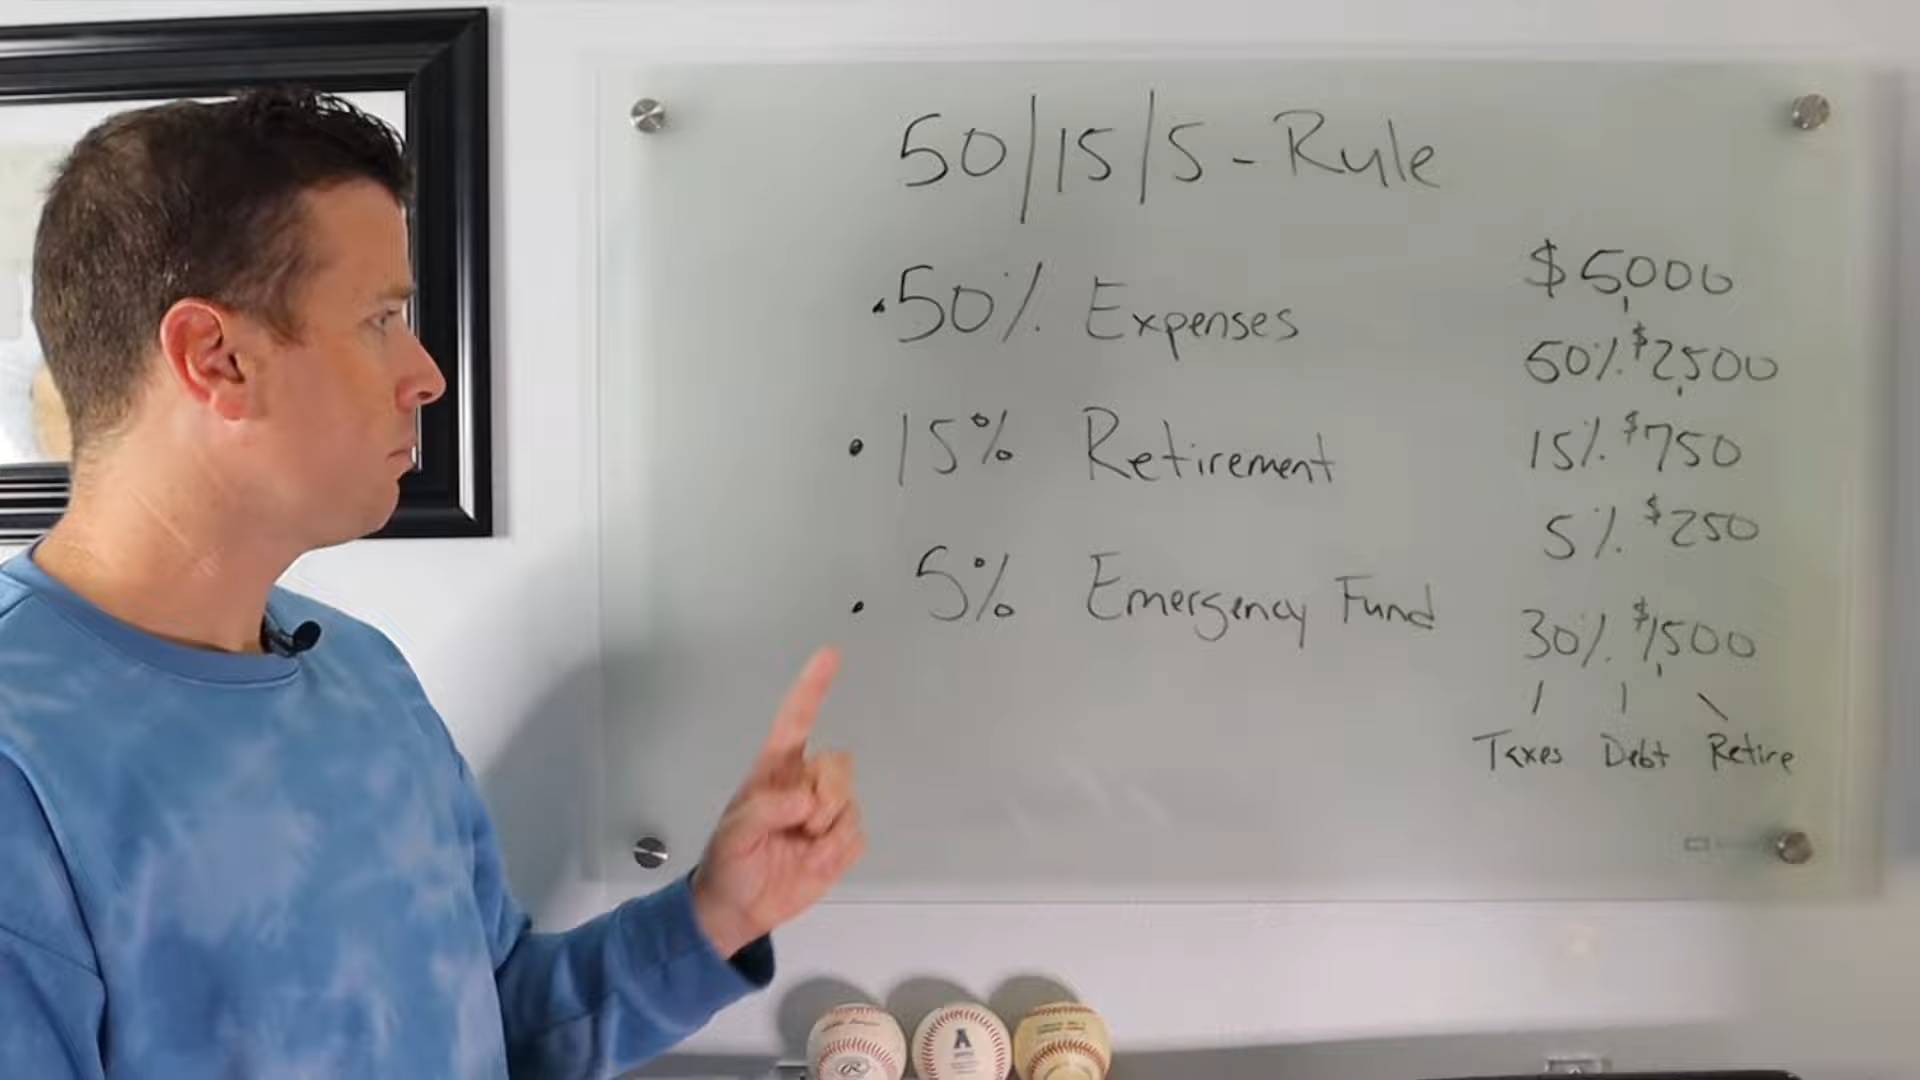 50/15/5 - Rule
• 50% Expenses
• 15% Retirement
• 5% Emergency Fund
$5,000
50% $2,500
15% $750
5% $250
30% $1,500
Taxes Debt Retire
A